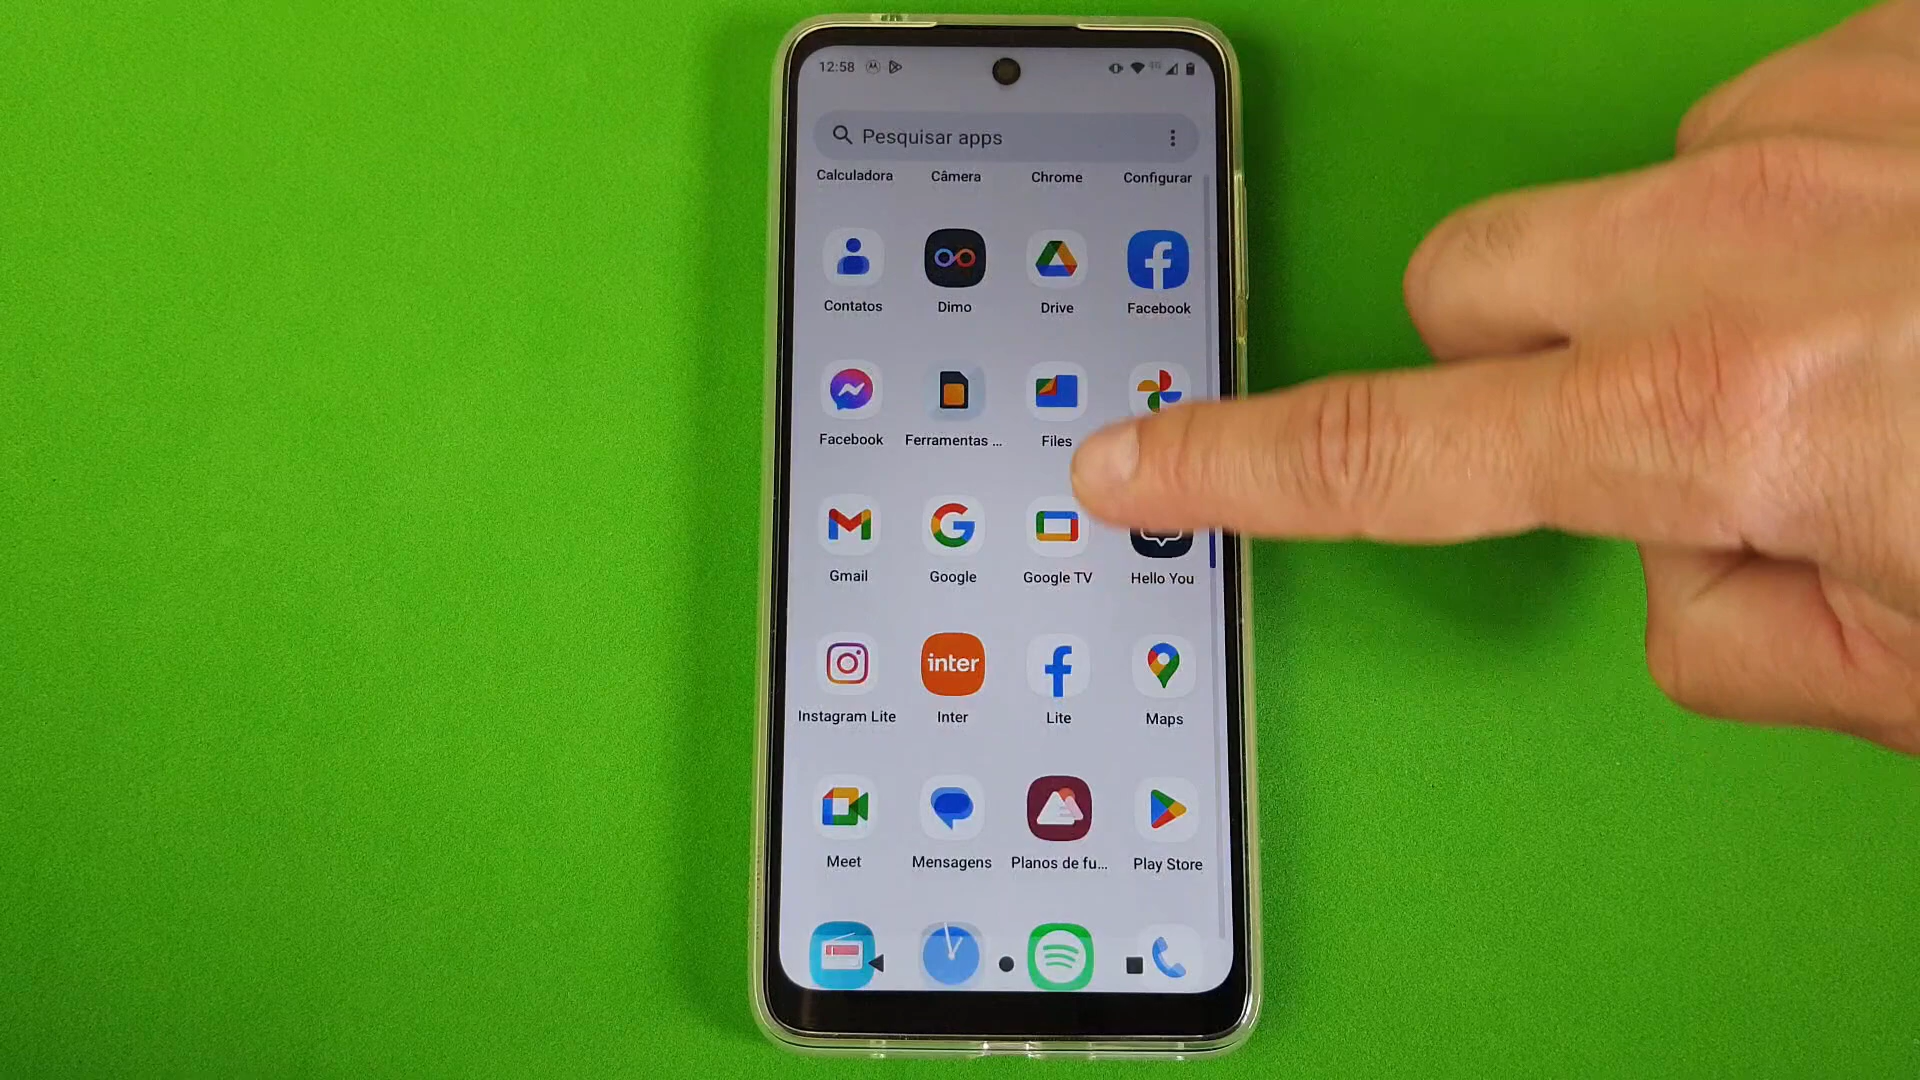 12:58 4G
Pesquisar apps
Calculadora Câmera Chrome Configurar
Contatos Dimo Drive Facebook
Facebook Ferramentas ... Files
Gmail Google Google TV Hello You
inter
Instagram Lite Inter Lite Maps
Meet Mensagens Planos de fu... Play Store